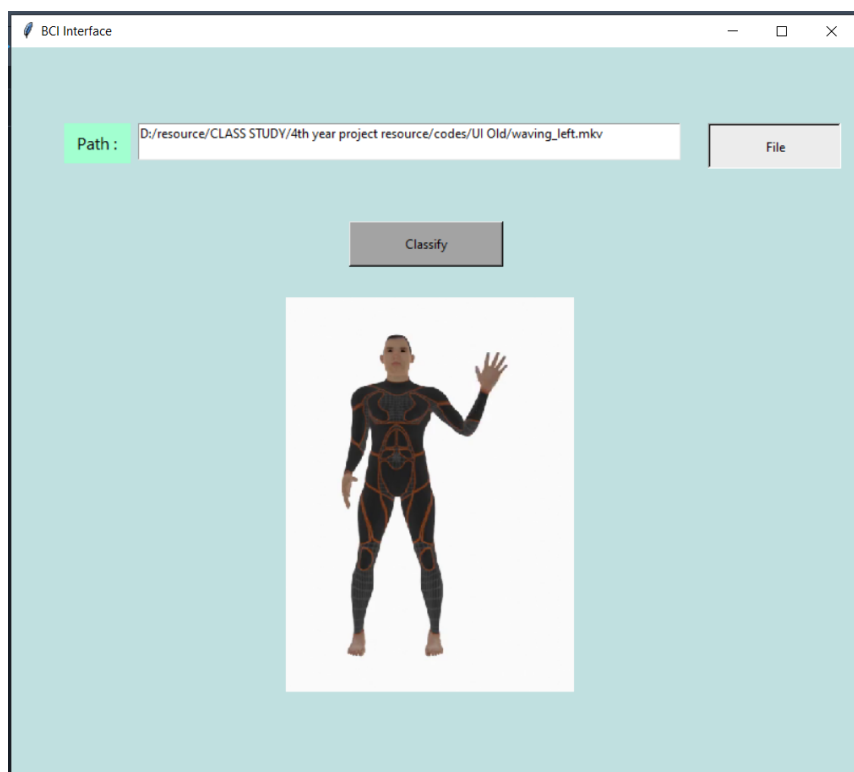 BCI Interface
Path :
D:/resource/CLASS STUDY/4th year project resource/codes/UI Old/waving_left.mkv
File
Classify